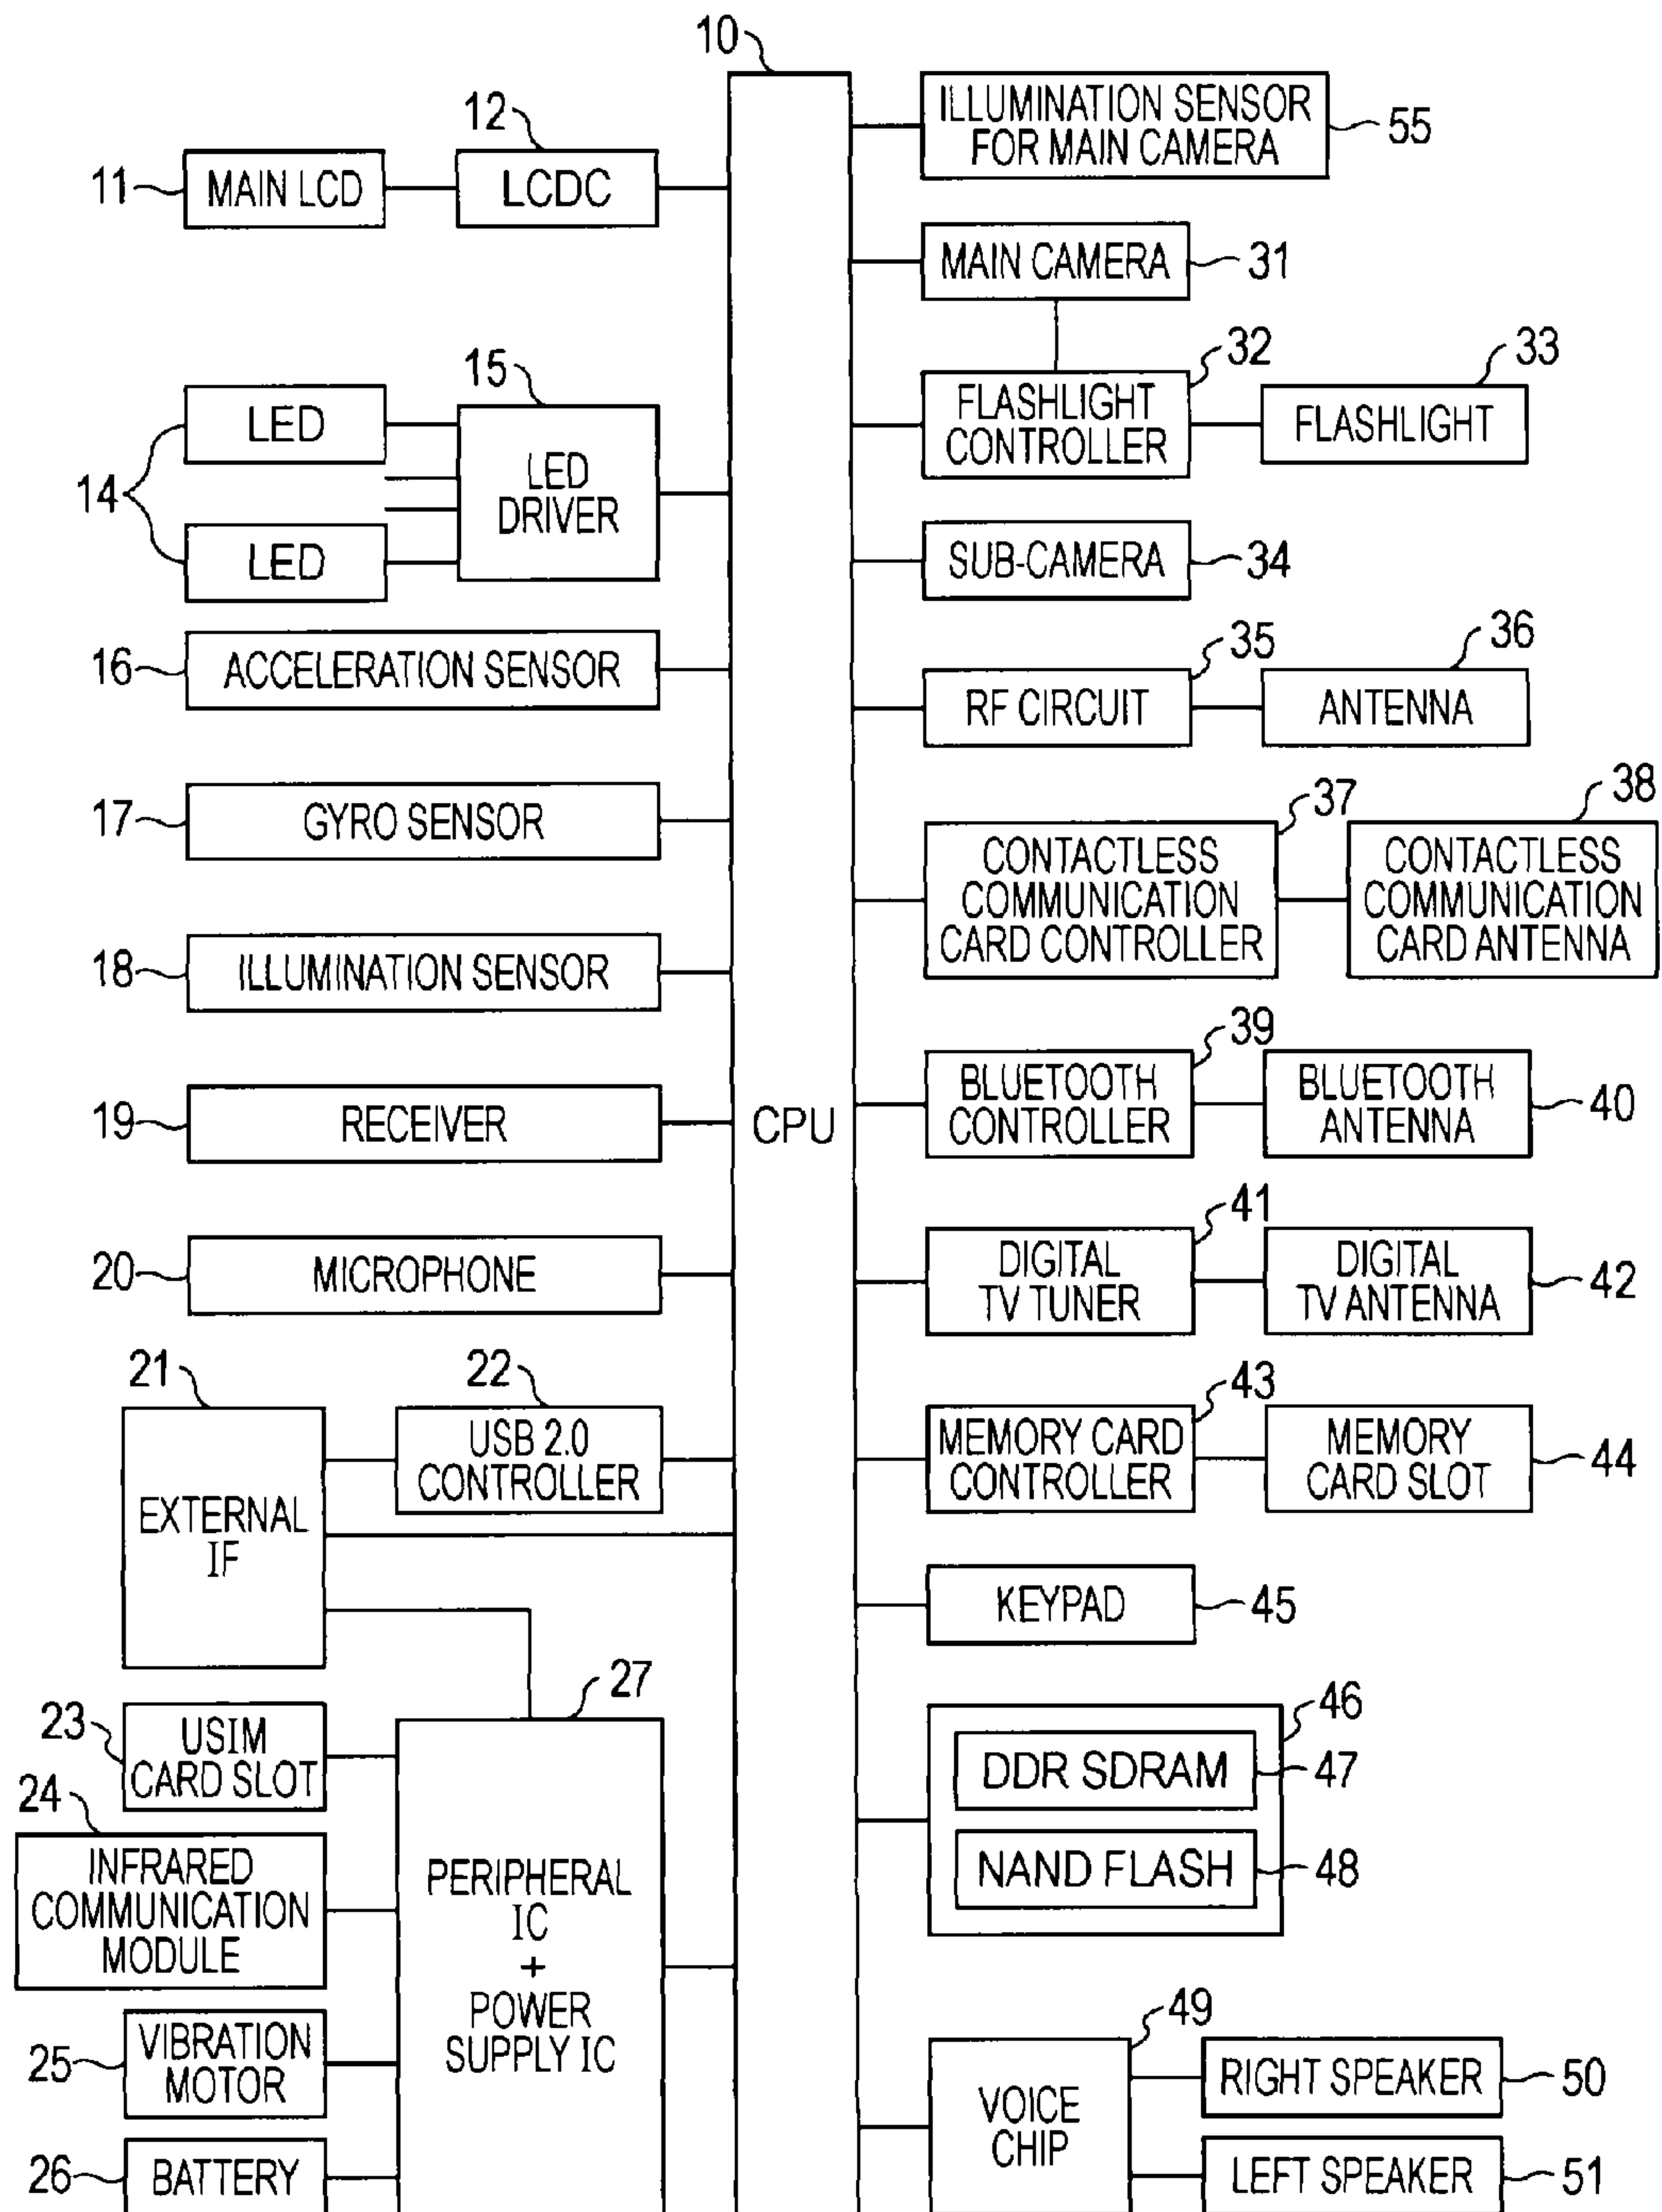 10
ILLUMINATION SENSOR
FOR MAIN CAMERA
55
12
11
MAIN LCD
LCDC
MAIN CAMERA
31
15
32
33
LED
14
LED
DRIVER
LED
FLASHLIGHT
CONTROLLER
FLASHLIGHT
SUB-CAMERA
34
16
ACCELERATION SENSOR
35
36
RF CIRCUIT
ANTENNA
17
GYRO SENSOR
37
38
CONTACTLESS
COMMUNICATION
CARD CONTROLLER
CONTACTLESS
COMMUNICATION
CARD ANTENNA
18
ILLUMINATION SENSOR
39
19
RECEIVER
CPU
BLUETOOTH
CONTROLLER
BLUETOOTH
ANTENNA
40
41
20
MICROPHONE
DIGITAL
TV TUNER
DIGITAL
TV ANTENNA
42
21
22
43
EXTERNAL
IF
USB 2.0
CONTROLLER
MEMORY CARD
CONTROLLER
MEMORY
CARD SLOT
44
KEYPAD
45
27
46
23
USIM
CARD SLOT
DDR SDRAM
47
24
INFRARED
COMMUNICATION
MODULE
PERIPHERAL
IC
+
POWER
SUPPLY IC
NAND FLASH
48
49
25
VIBRATION
MOTOR
VOICE
CHIP
RIGHT SPEAKER
50
26
BATTERY
LEFT SPEAKER
51